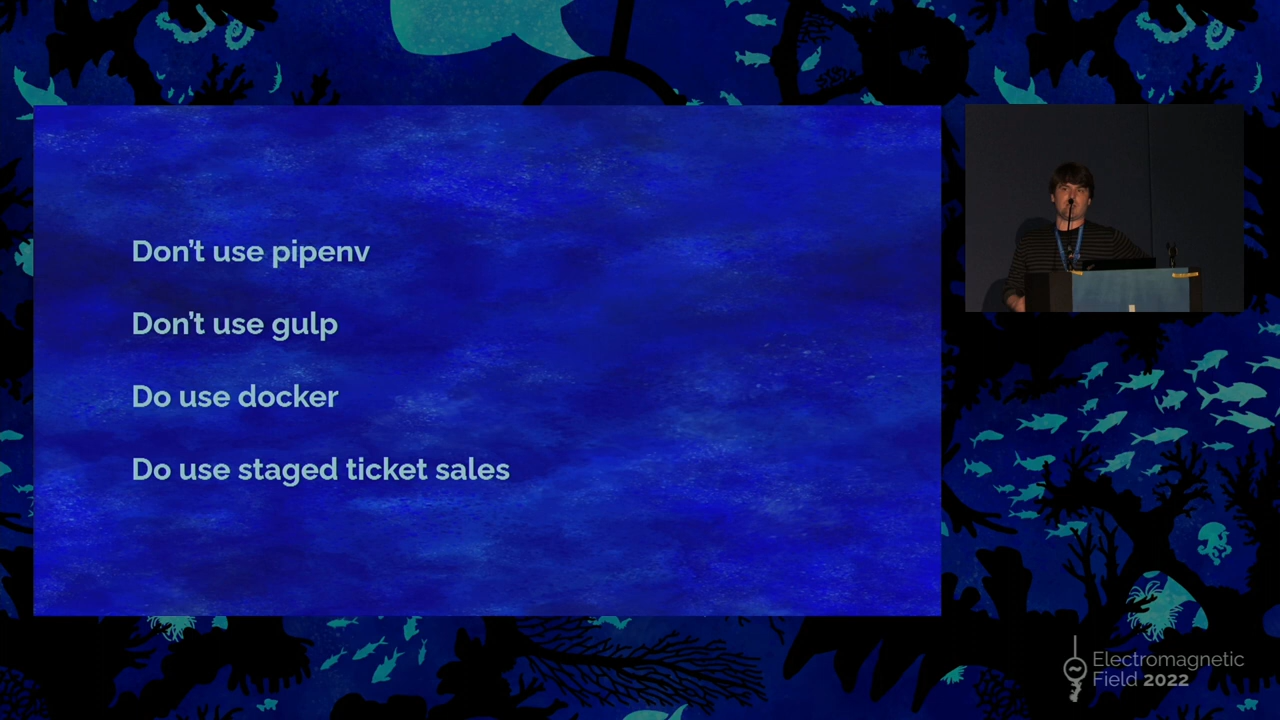 Don’t use pipenv
Don’t use gulp
Do use docker
Do use staged ticket sales
Electromagnetic
Field 2022